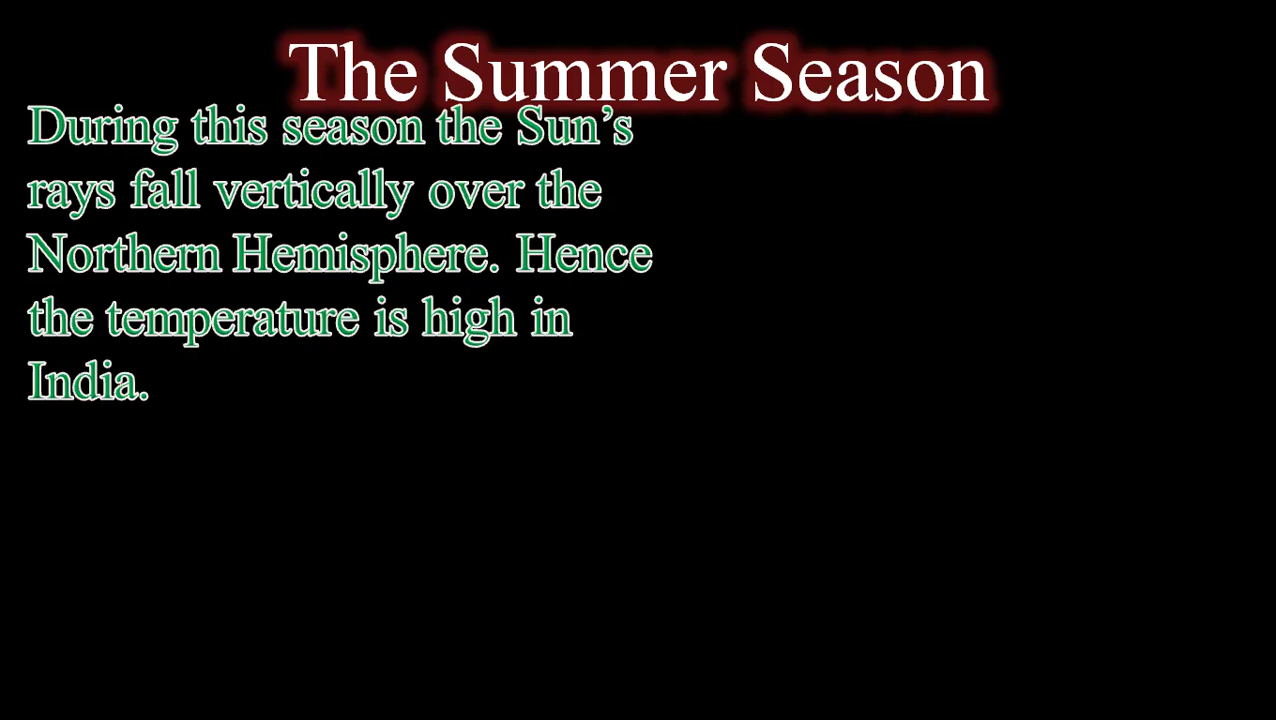 The Summer Season
During this season the Sun’s
rays fall vertically over the
Northern Hemisphere. Hence
the temperature is high in
India.